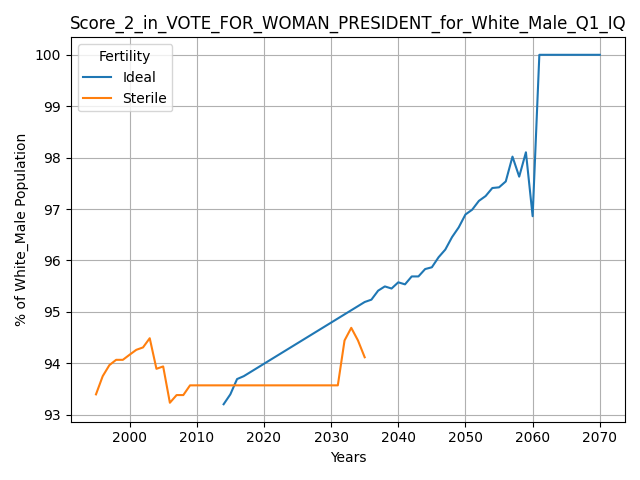 Score_2_in_VOTE_FOR_WOMAN_PRESIDENT_for_White_Male_Q1_IQ
Fertility
Ideal
Sterile
% of White_Male Population
100
99
98
97
96
95
94
93
2000
2010
2020
2030
2040
2050
2060
2070
Years